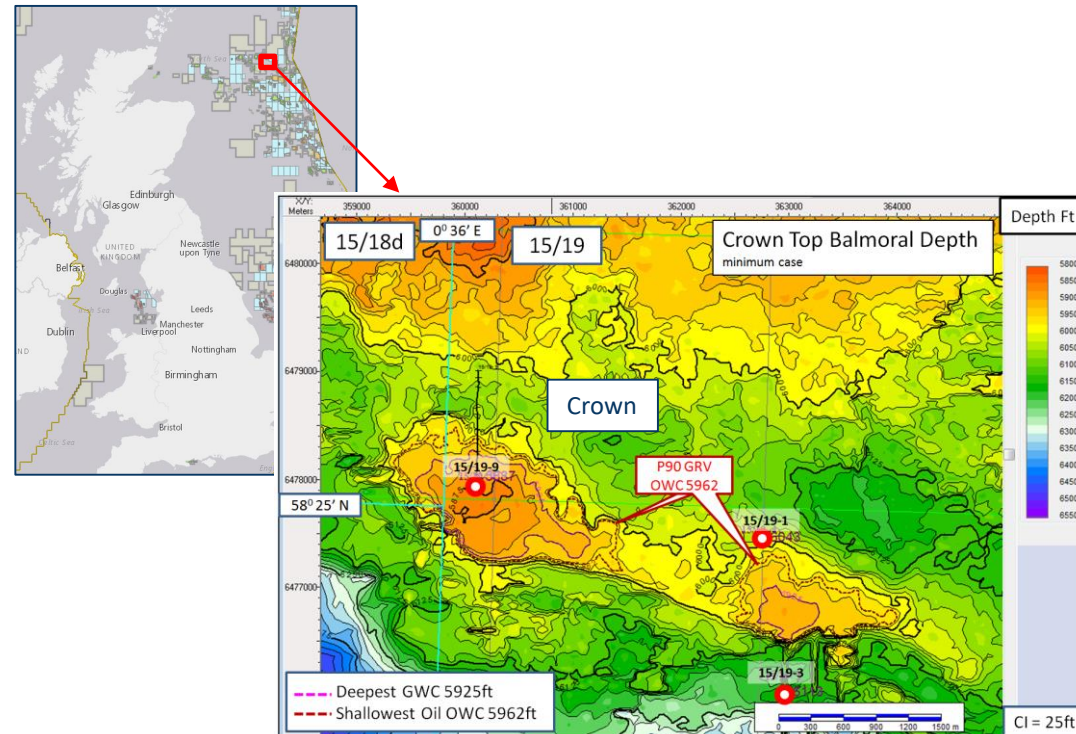 Edinburgh
Glasgow
UNITED
KINGDOM
Newcastle
upon Tyne
Belfast
Douglas
Leeds
Manchester
Liverpool
Dublin
Nottingham
Birmingham
Bristol
Celtic Sea
X/Y:
Meters
359000
360000
361000
362000
363000
364000
Depth Ft
15/18d
0⁰ 36’ E
15/19
Crown Top Balmoral Depth
minimum case
6480000
6479000
6478000
6477000
Crown
15/19-9
P90 GRV
OWC 5962
58⁰ 25’ N
15/19-1
15/19-3
Deepest GWC 5925ft
Shallowest Oil OWC 5962ft
0 300 600 900 1200 1500 m
CI = 25ft
5800
5850
5900
5950
6000
6050
6100
6150
6200
6250
6300
6350
6400
6450
6500
6550